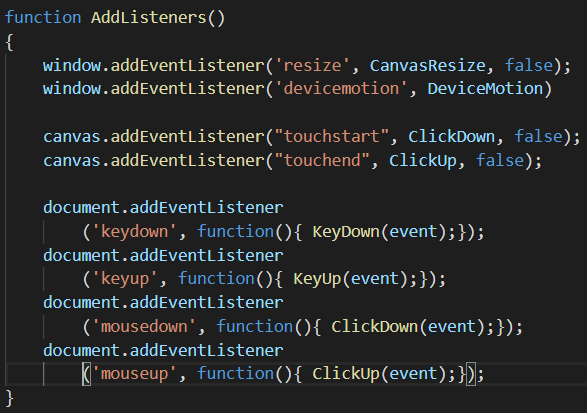 function AddListeners()
{
    window.addEventListener('resize', CanvasResize, false);
    window.addEventListener('devicemotion', DeviceMotion)

    canvas.addEventListener("touchstart", ClickDown, false);
    canvas.addEventListener("touchend", ClickUp, false);

    document.addEventListener
        ('keydown', function(){ KeyDown(event);});
    document.addEventListener
        ('keyup', function(){ KeyUp(event);});
    document.addEventListener
        ('mousedown', function(){ ClickDown(event);});
    document.addEventListener
        ('mouseup', function(){ ClickUp(event);});
}